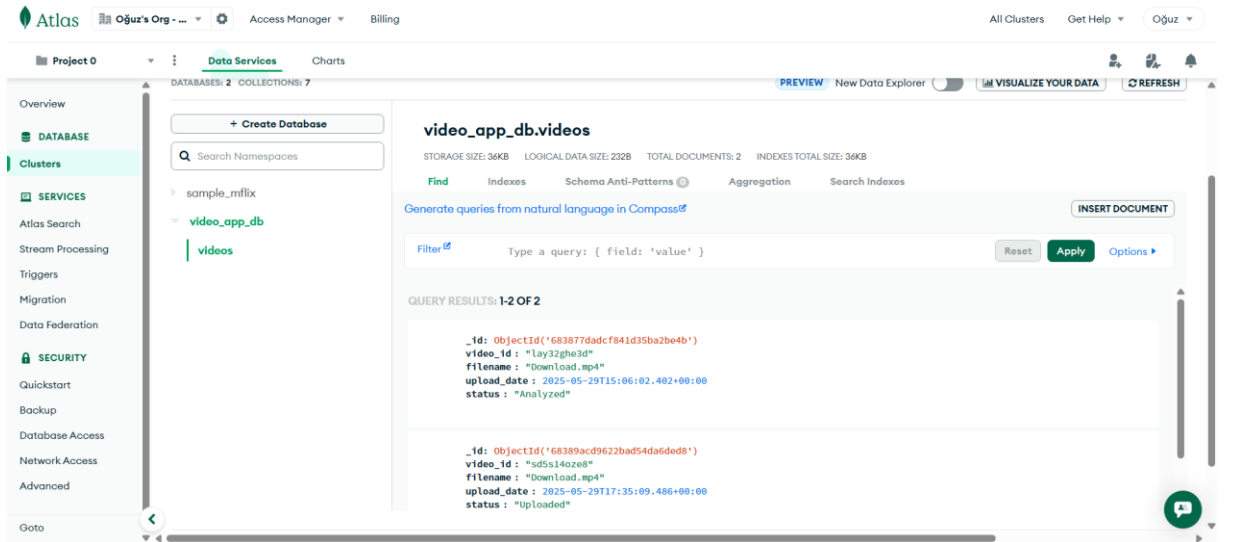 Atlas
Oğuz's Org - ...
Access Manager
Billing
All Clusters
Get Help
Oğuz
Project 0
Data Services
Charts
Overview
DATABASE
Clusters
SERVICES
Atlas Search
Stream Processing
Triggers
Migration
Data Federation
SECURITY
Quickstart
Backup
Database Access
Network Access
Advanced
Goto
DATABASES: 2 COLLECTIONS: 7
PREVIEW New Data Explorer
VISUALIZE YOUR DATA
REFRESH
+ Create Database
Search Namespaces
sample_mflix
video_app_db
videos
video_app_db.videos
STORAGE SIZE: 36KB LOGICAL DATA SIZE: 232B TOTAL DOCUMENTS: 2 INDEXES TOTAL SIZE: 36KB
Find
Indexes
Schema Anti-Patterns 0
Aggregation
Search Indexes
Generate queries from natural language in Compass
INSERT DOCUMENT
Filter
Type a query: { field: 'value' }
Reset
Apply
Options
QUERY RESULTS: 1-2 OF 2
_id: ObjectId('683877dadcf841d35ba2be4b')
video_id : "lay32ghe3d"
filename : "Download.mp4"
upload_date : 2025-05-29T15:06:02.402+00:00
status : "Analyzed"
_id: ObjectId('68389acd9622bad54da6ded8')
video_id : "sd5s14oze8"
filename : "Download.mp4"
upload_date : 2025-05-29T17:35:09.486+00:00
status : "Uploaded"